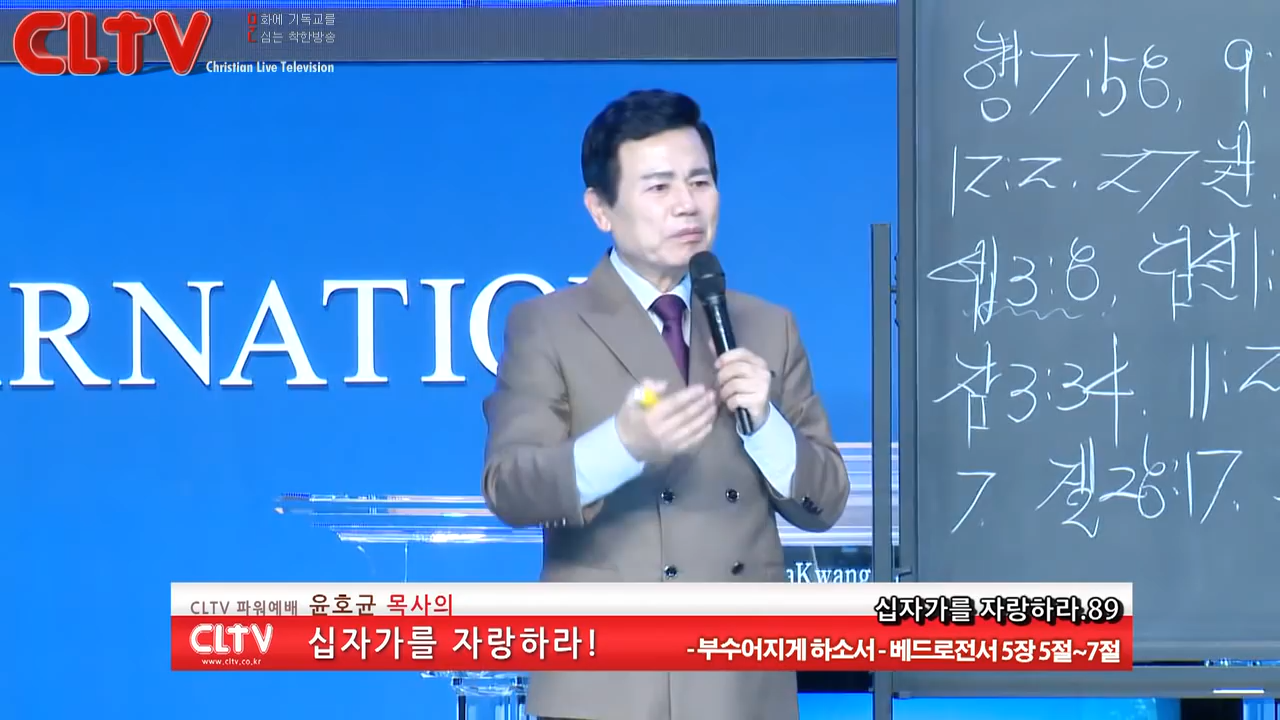 CLTV
문화에 기독교를
심는 착한방송
Christian Live Television
RNATIO
행 7:56, 9:
12:2. 27
3:6,
잠3:34. 11:2
7. 겔28:17.
aKwang
CLTV 파워예배 윤호균 목사의
십자가를 자랑하라.89
CLTV
www.cltv.co.kr
십자가를 자랑하라!
-부수어지게 하소서 - 베드로전서 5장 5절~7절